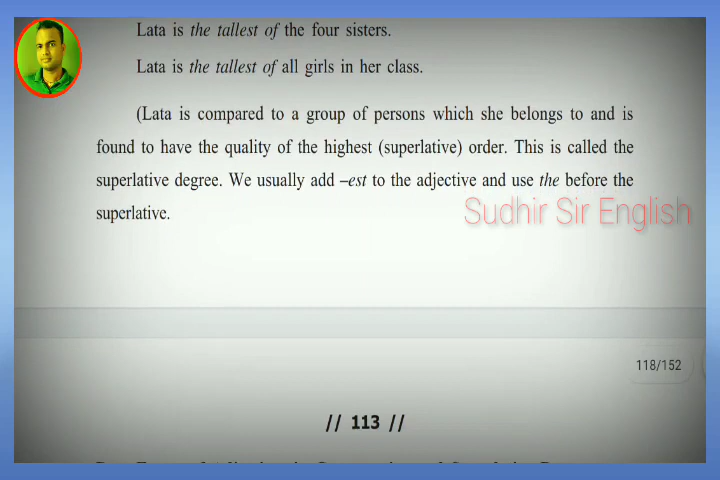 Lata is the tallest of the four sisters.
Lata is the tallest of all girls in her class.
(Lata is compared to a group of persons which she belongs to and is
found to have the quality of the highest (superlative) order. This is called the
superlative degree. We usually add –est to the adjective and use the before the
superlative.
Sudhir Sir English
118/152
// 113 //